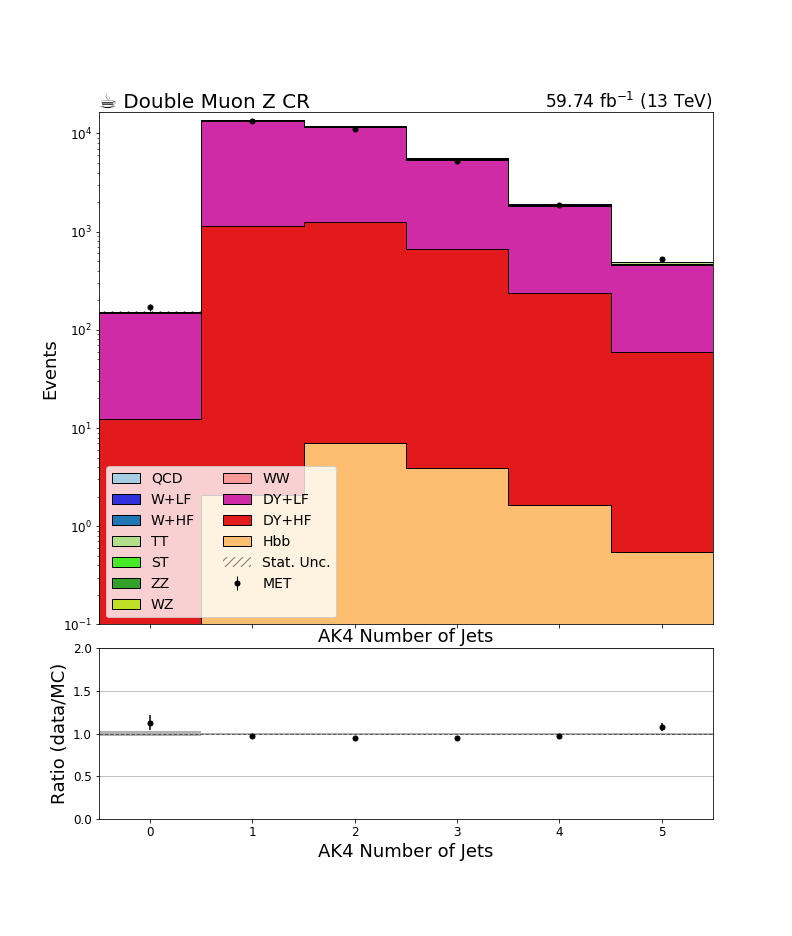 ☕ Double Muon Z CR
59.74 fb⁻¹ (13 TeV)
Events
10⁴
10³
10²
10¹
10⁰
10⁻¹
QCD
W+LF
W+HF
TT
ST
ZZ
WZ
WW
DY+LF
DY+HF
Hbb
Stat. Unc.
MET
AK4 Number of Jets
Ratio (data/MC)
2.0
1.5
1.0
0.5
0.0
0 1 2 3 4 5
AK4 Number of Jets